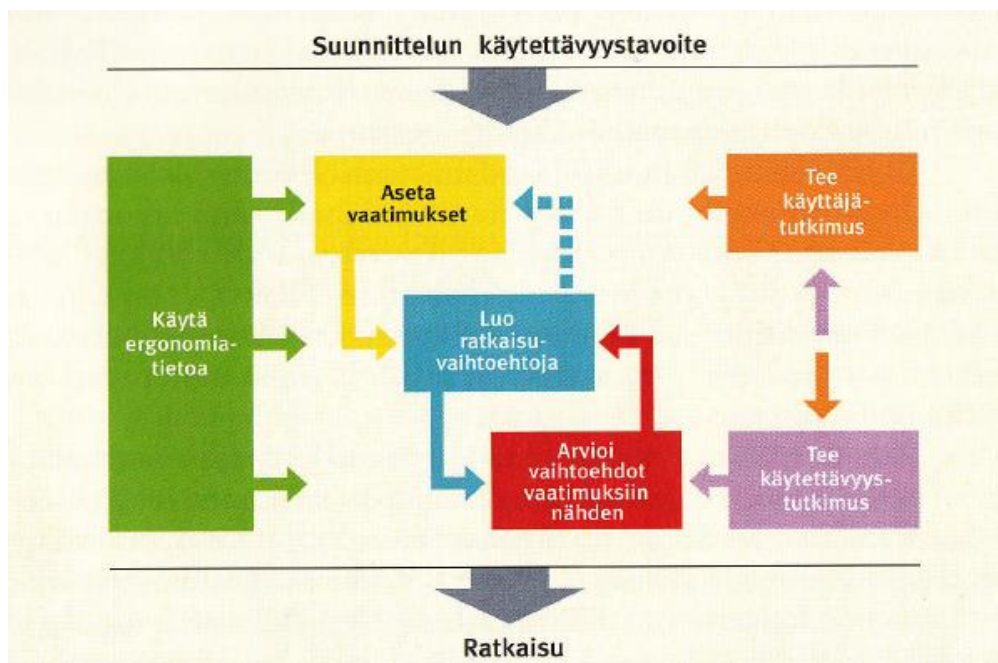 Suunnittelun käytettävyystavoite
Aseta
vaatimukset
Tee
käyttäjä-
tutkimus
Käytä
ergonomia-
tietoa
Luo
ratkaisu-
vaihtoehtoja
Arvioi
vaihtoehdot
vaatimuksiin
nähden
Tee
käytettävyys-
tutkimus
Ratkaisu